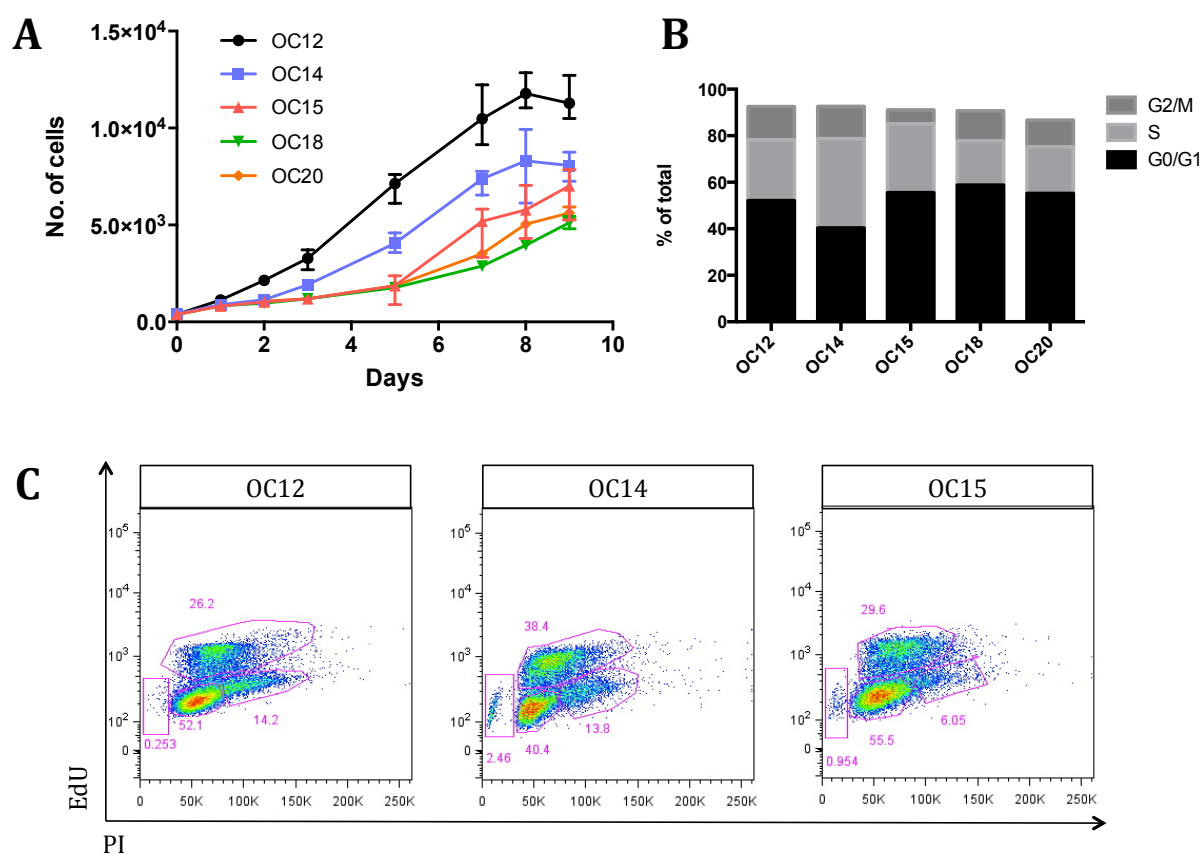 A
No. of cells
1.5×10⁴
1.0×10⁴
5.0×10³
0.0
0 2 4 6 8 10
Days
OC12
OC14
OC15
OC18
OC20
B
% of total
100
80
60
40
20
0
OC12 OC14 OC15 OC18 OC20
G2/M
S
G0/G1
C
EdU
PI
OC12
10⁵
10⁴
10³
10²
0
26.2
52.1
14.2
0.253
0 50K 100K 150K 200K 250K
OC14
10⁵
10⁴
10³
10²
0
38.4
13.8
2.46
40.4
0 50K 100K 150K 200K 250K
OC15
10⁵
10⁴
10³
10²
0
29.6
6.05
55.5
0.954
0 50K 100K 150K 200K 250K